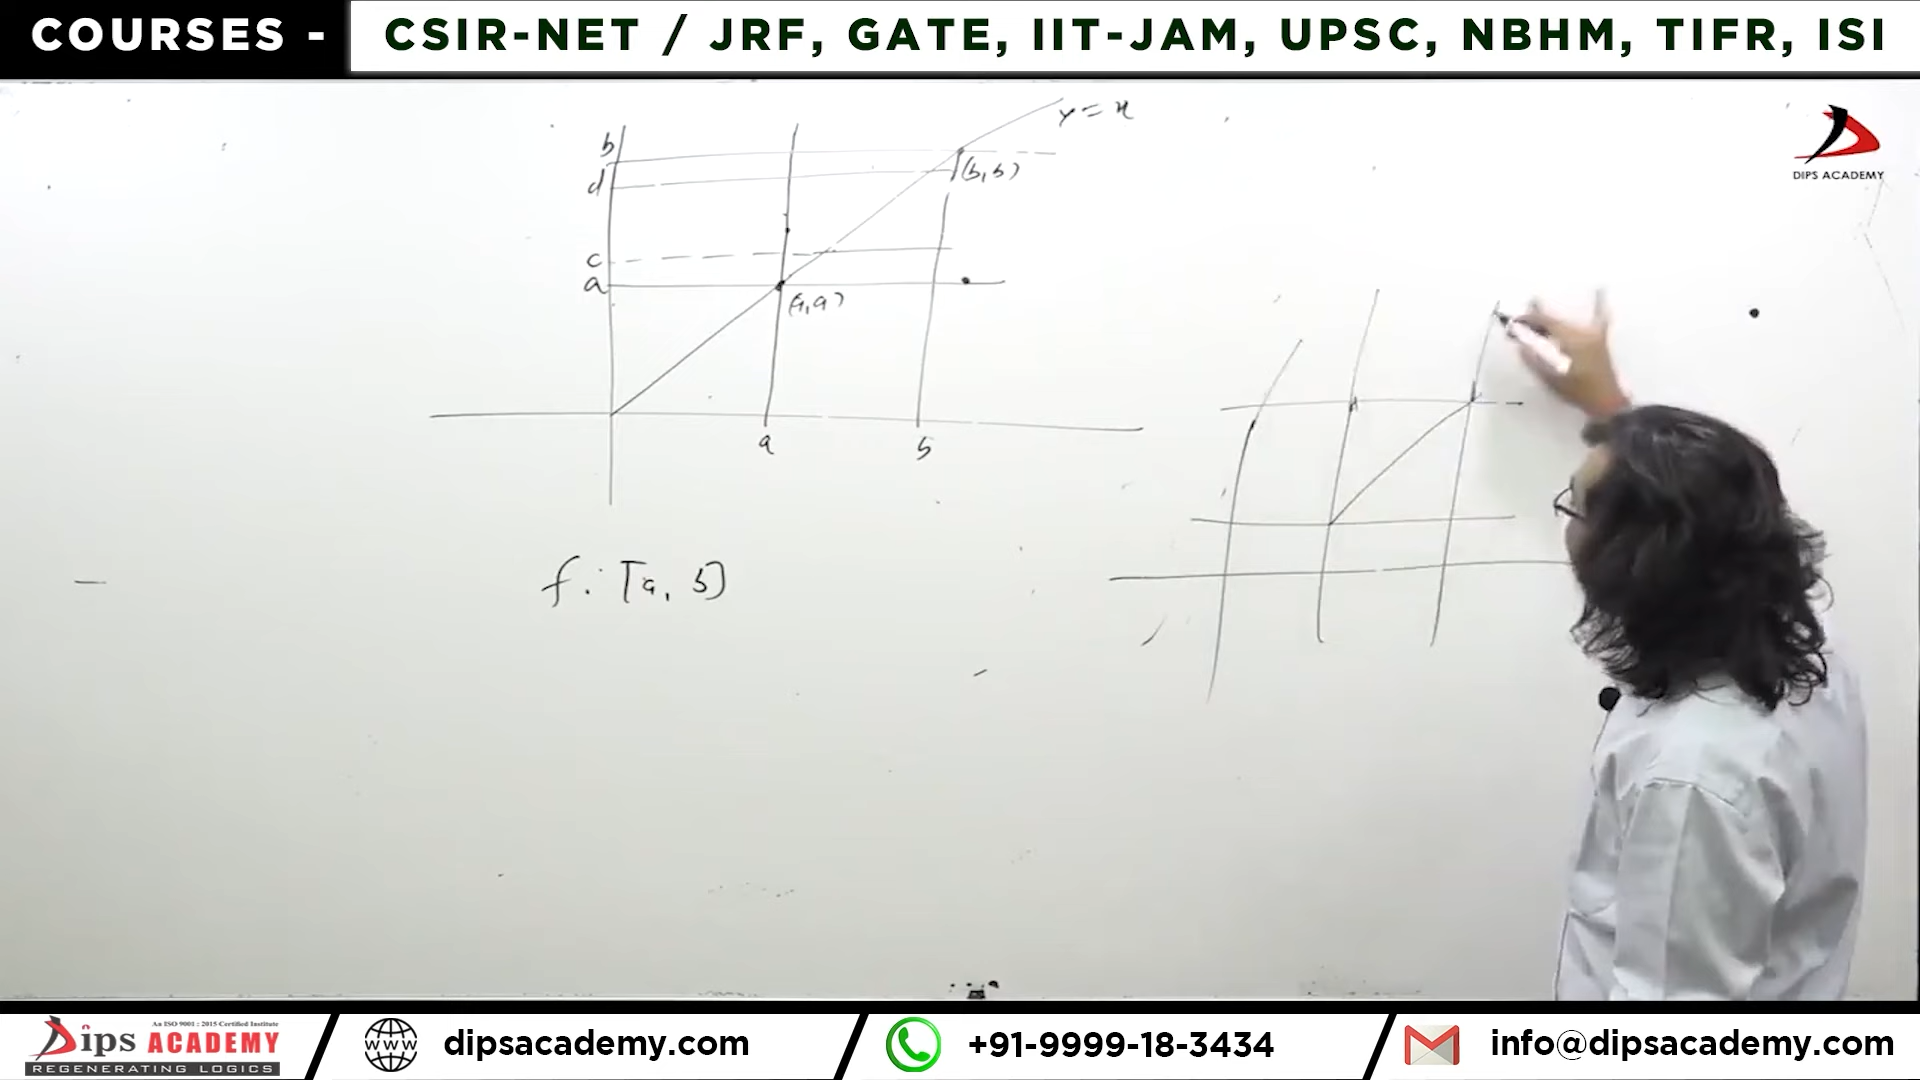 COURSES - CSIR-NET / JRF, GATE, IIT-JAM, UPSC, NBHM, TIFR, ISI
DIPS ACADEMY
y = x
b
d
(b, b)
c
a
(a, a)
a
b
f : [a, b]
An ISO 9001 : 2015 Certified Institute
Dips ACADEMY
REGENERATING LOGICS
www
dipsacademy.com
+91-9999-18-3434
info@dipsacademy.com